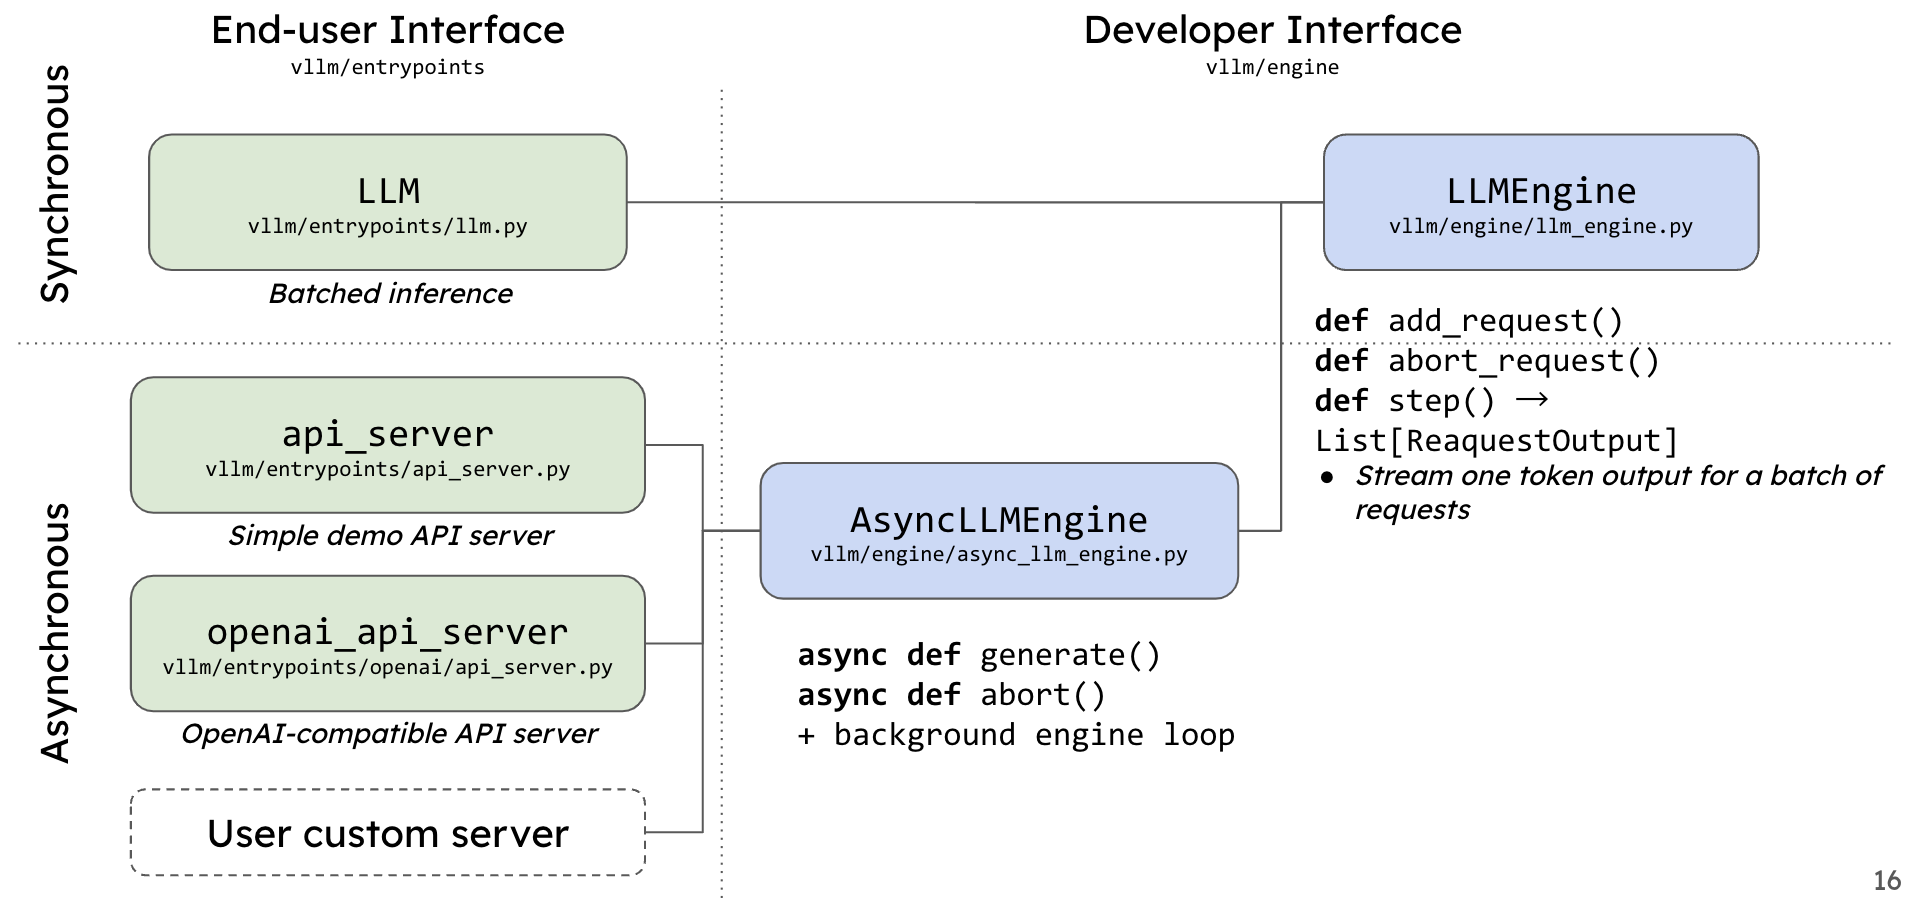 End-user Interface
vllm/entrypoints
Developer Interface
vllm/engine
Synchronous
LLM
vllm/entrypoints/llm.py
Batched inference
LLMEngine
vllm/engine/llm_engine.py
def add_request()
def abort_request()
def step() →
List[ReaquestOutput]
● Stream one token output for a batch of
requests
Asynchronous
api_server
vllm/entrypoints/api_server.py
Simple demo API server
openai_api_server
vllm/entrypoints/openai/api_server.py
OpenAI-compatible API server
User custom server
AsyncLLMEngine
vllm/engine/async_llm_engine.py
async def generate()
async def abort()
+ background engine loop
16